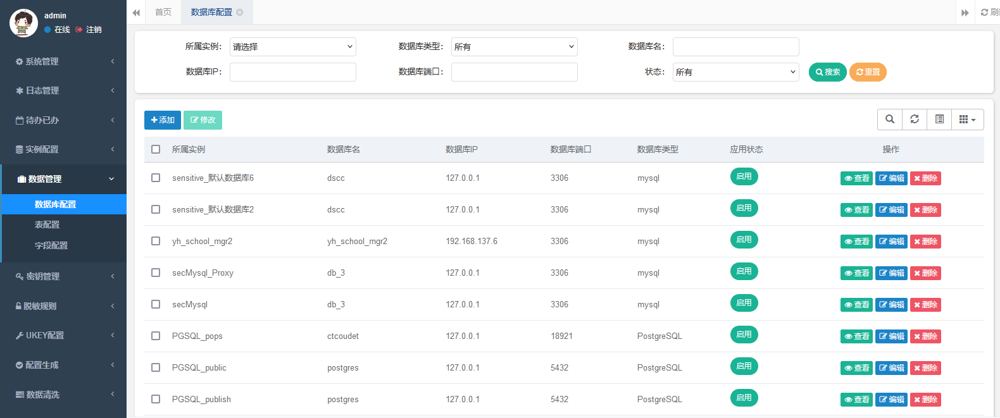 admin
在线 注销
系统管理
日志管理
待办已办
实例配置
数据管理
数据库配置
表配置
字段配置
密钥管理
脱敏规则
UKEY配置
配置生成
数据清洗
首页 数据库配置
所属实例： 请选择 数据库类型： 所有 数据库名：
数据库IP： 数据库端口： 状态： 所有 搜索 重置
添加 修改
所属实例 数据库名 数据库IP 数据库端口 数据库类型 应用状态 操作
sensitive_默认数据库6 dscc 127.0.0.1 3306 mysql 启用 查看 编辑 删除
sensitive_默认数据库2 dscc 127.0.0.1 3306 mysql 启用 查看 编辑 删除
yh_school_mgr2 yh_school_mgr2 192.168.137.6 3306 mysql 启用 查看 编辑 删除
secMysql_Proxy db_3 127.0.0.1 3306 mysql 启用 查看 编辑 删除
secMysql db_3 127.0.0.1 3306 mysql 启用 查看 编辑 删除
PGSQL_pops ctcoudet 127.0.0.1 18921 PostgreSQL 启用 查看 编辑 删除
PGSQL_public postgres 127.0.0.1 5432 PostgreSQL 启用 查看 编辑 删除
PGSQL_publish postgres 127.0.0.1 5432 PostgreSQL 启用 查看 编辑 删除